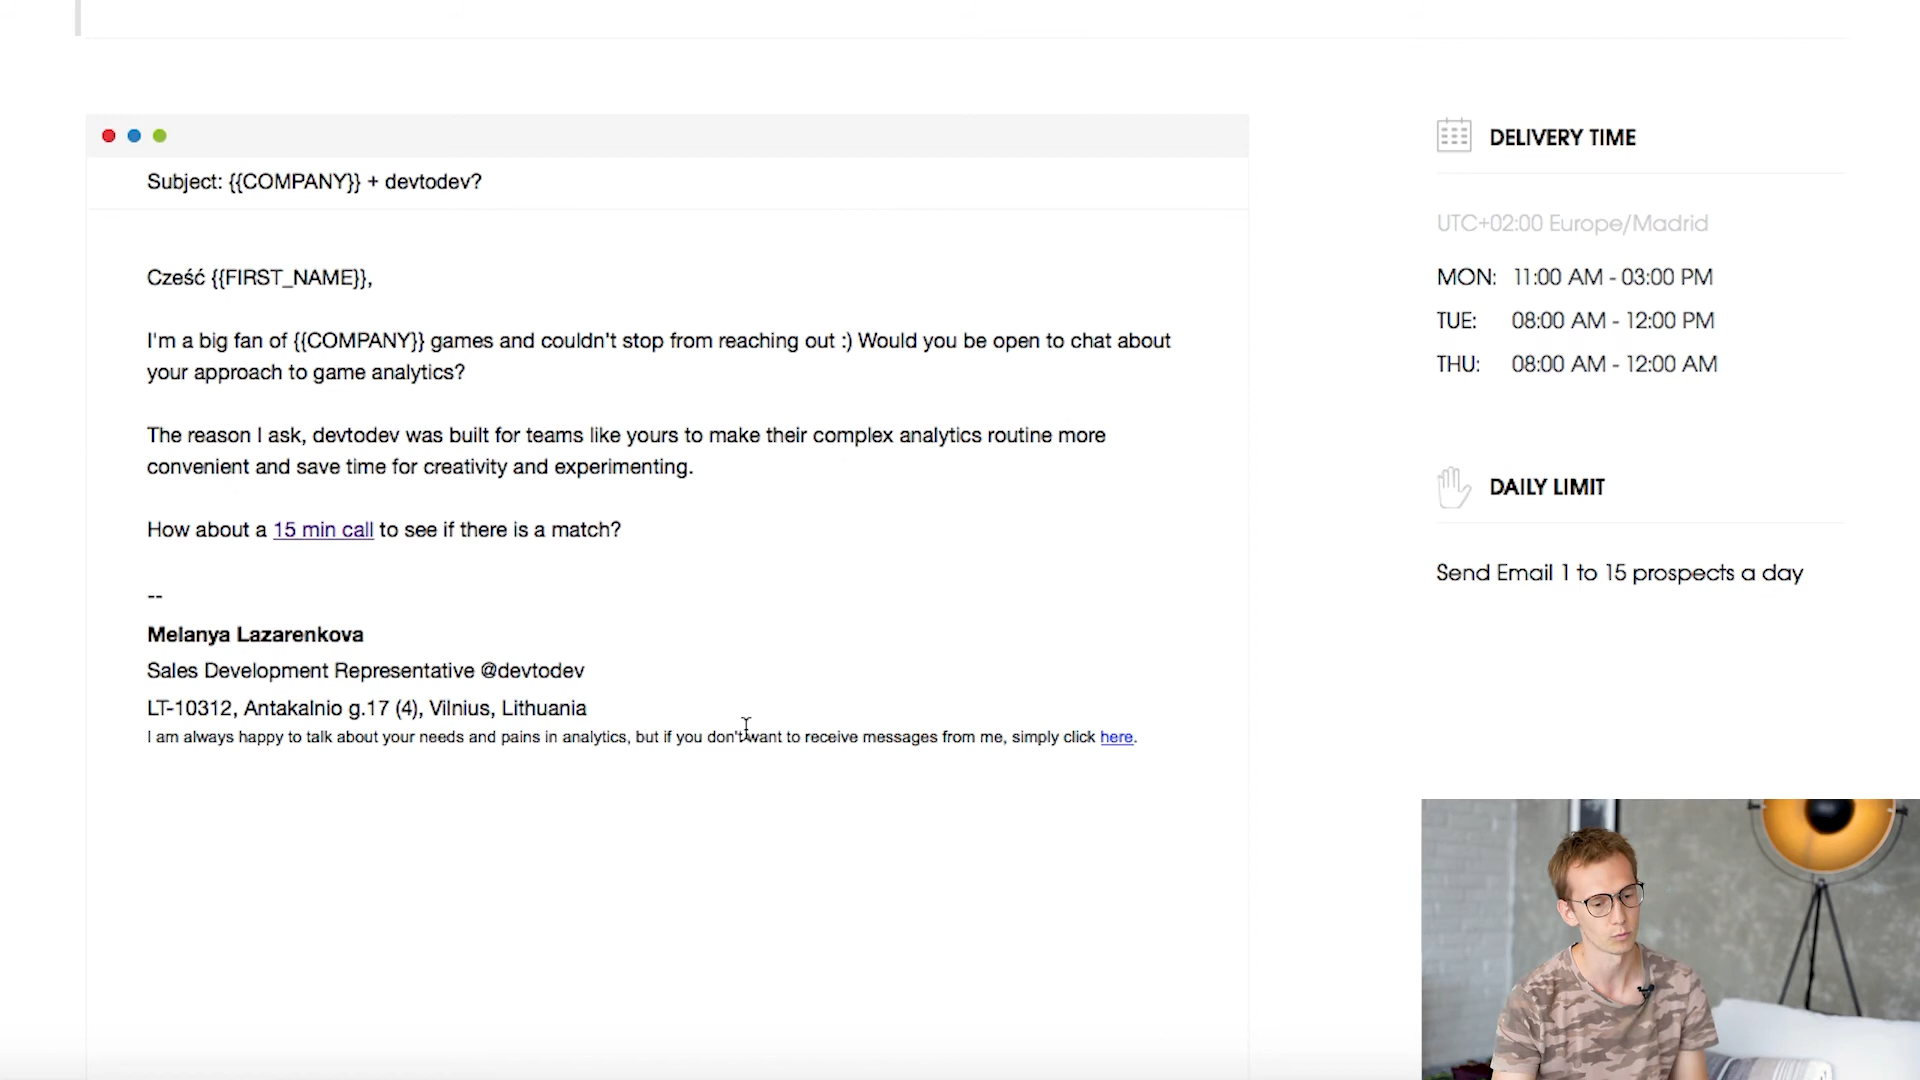 Subject: {{COMPANY}} + devtodev?
Cześć {{FIRST_NAME}},
I'm a big fan of {{COMPANY}} games and couldn't stop from reaching out :) Would you be open to chat about
your approach to game analytics?
The reason I ask, devtodev was built for teams like yours to make their complex analytics routine more
convenient and save time for creativity and experimenting.
How about a 15 min call to see if there is a match?
--
Melanya Lazarenkova
Sales Development Representative @devtodev
LT-10312, Antakalnio g.17 (4), Vilnius, Lithuania
I am always happy to talk about your needs and pains in analytics, but if you don't want to receive messages from me, simply click here.
DELIVERY TIME
UTC+02:00 Europe/Madrid
MON: 11:00 AM - 03:00 PM
TUE: 08:00 AM - 12:00 PM
THU: 08:00 AM - 12:00 AM
DAILY LIMIT
Send Email 1 to 15 prospects a day